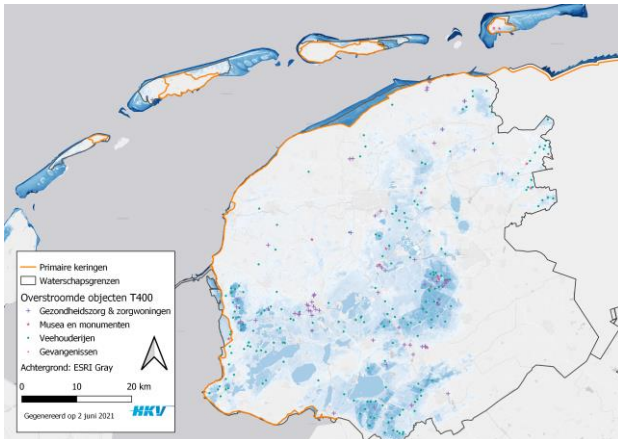 Primaire keringen
Waterschapsgrenzen
Overstroomde objecten T400
Gezondheidszorg & zorgwoningen
Musea en monumenten
Veehouderijen
Gevangenissen
Achtergrond: ESRI Gray
0 10 20 km
Gegenereerd op 2 juni 2021
HKV